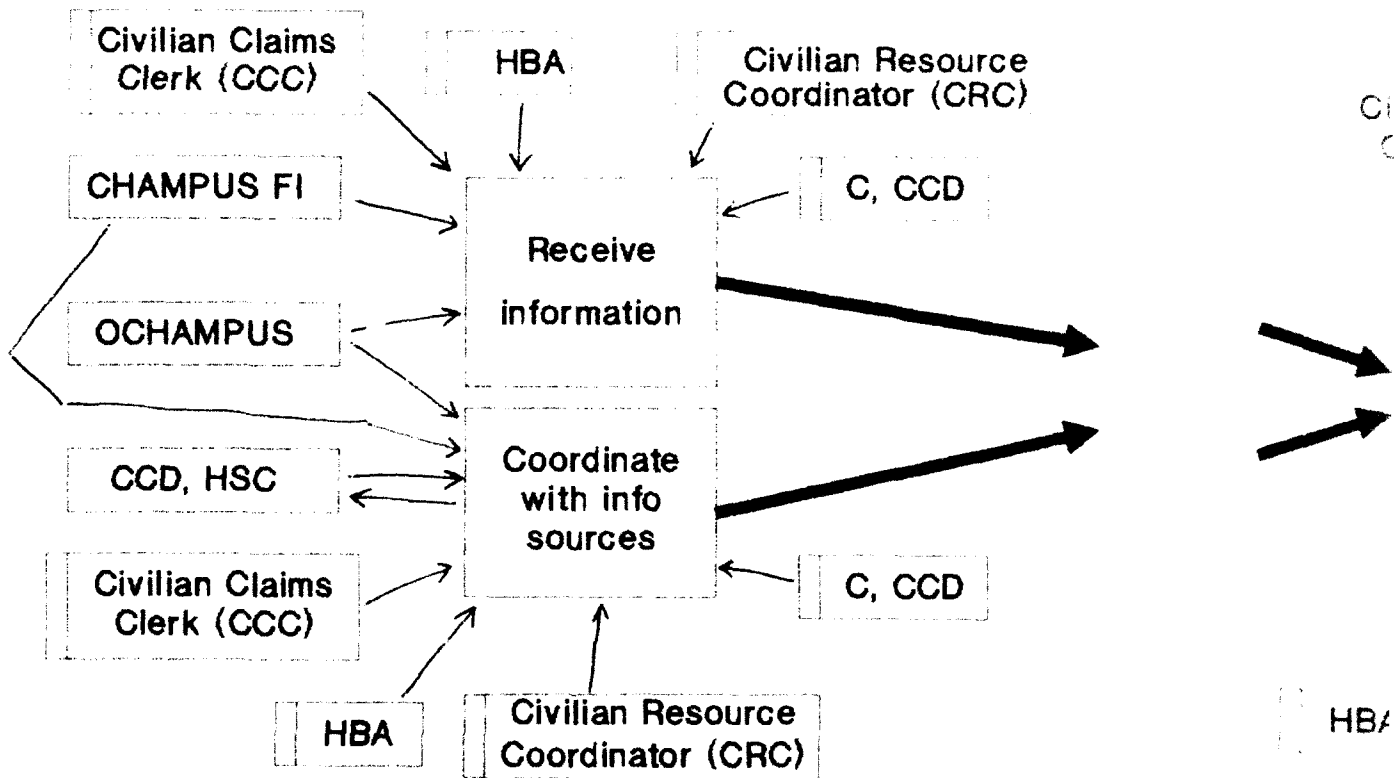 Civilian Claims
Clerk (CCC)
HBA
Civilian Resource
Coordinator (CRC)
CHAMPUS FI
C, CCD
Receive
information
OCHAMPUS
CCD, HSC
Coordinate
with info
sources
Civilian Claims
Clerk (CCC)
C, CCD
HBA
Civilian Resource
Coordinator (CRC)
HBA